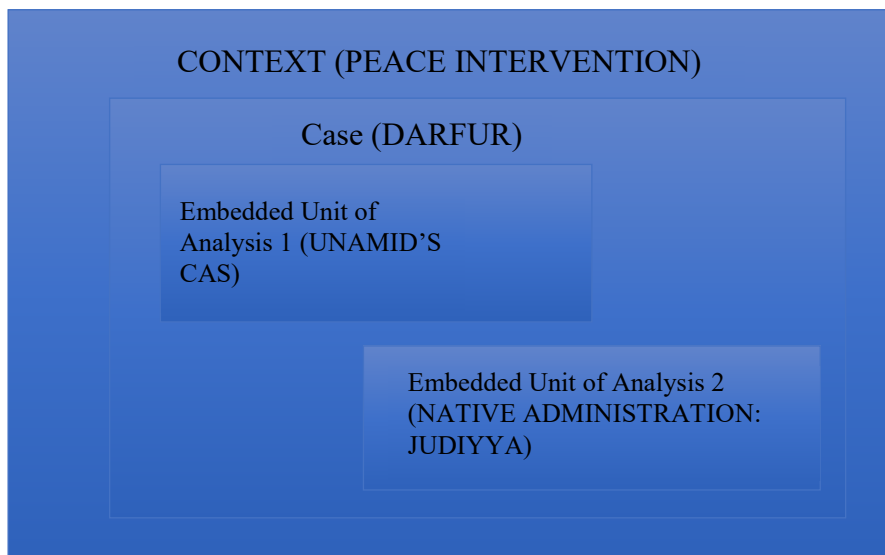 CONTEXT (PEACE INTERVENTION)
Case (DARFUR)
Embedded Unit of
Analysis 1 (UNAMID’S
CAS)
Embedded Unit of Analysis 2
(NATIVE ADMINISTRATION:
JUDIYYA)